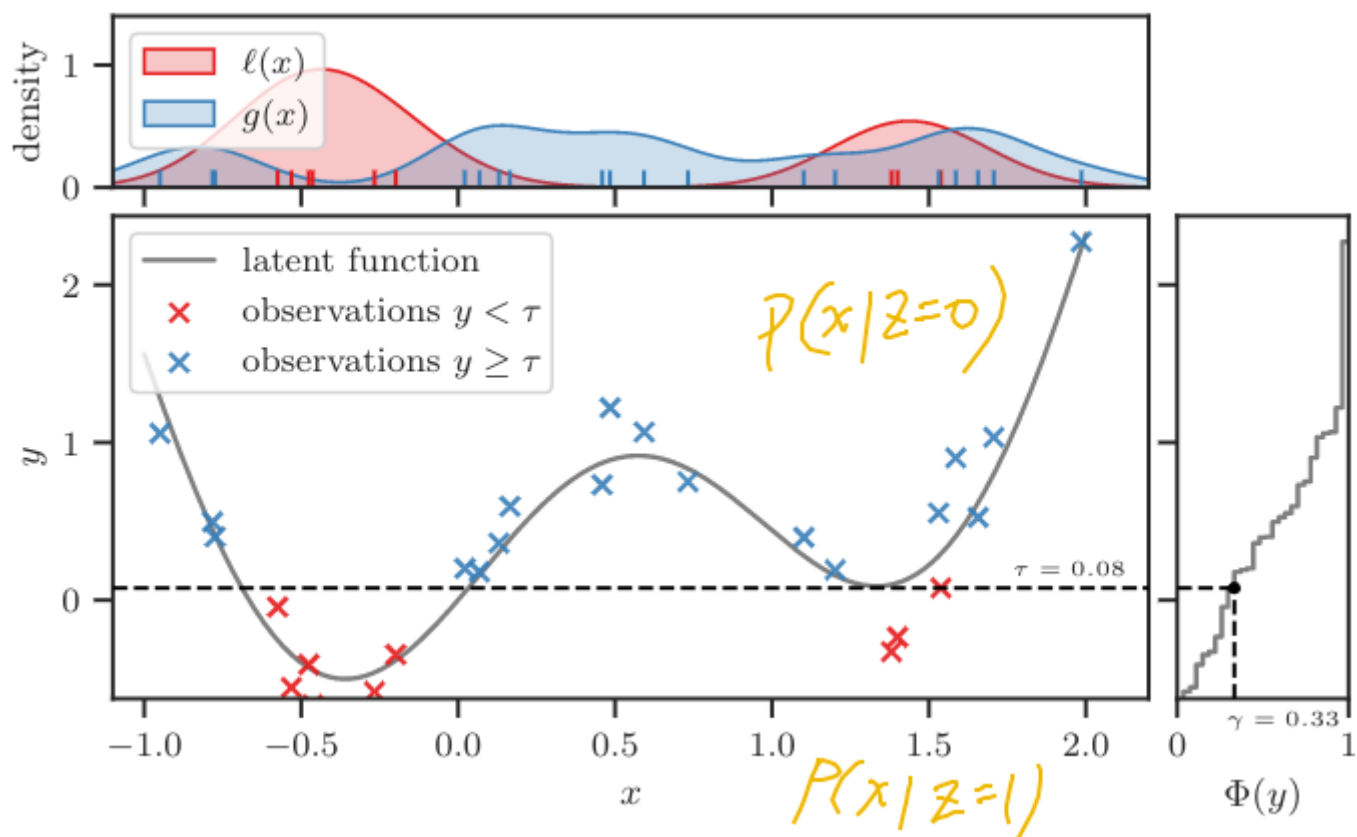 density
1
0
ℓ(x)
g(x)
latent function
observations y < τ
observations y ≥ τ
P(x|z=0)
2
1
0
y
τ = 0.08
−1.0 −0.5 0.0 0.5 1.0 1.5 2.0
x
P(x|z=1)
γ = 0.33
0 1
Φ(y)